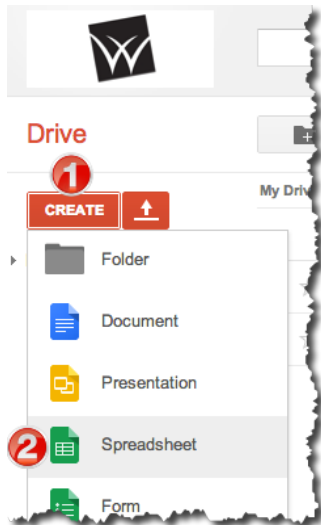 Drive
1
My Driv
CREATE
Folder
Document
Presentation
2
Spreadsheet
Form